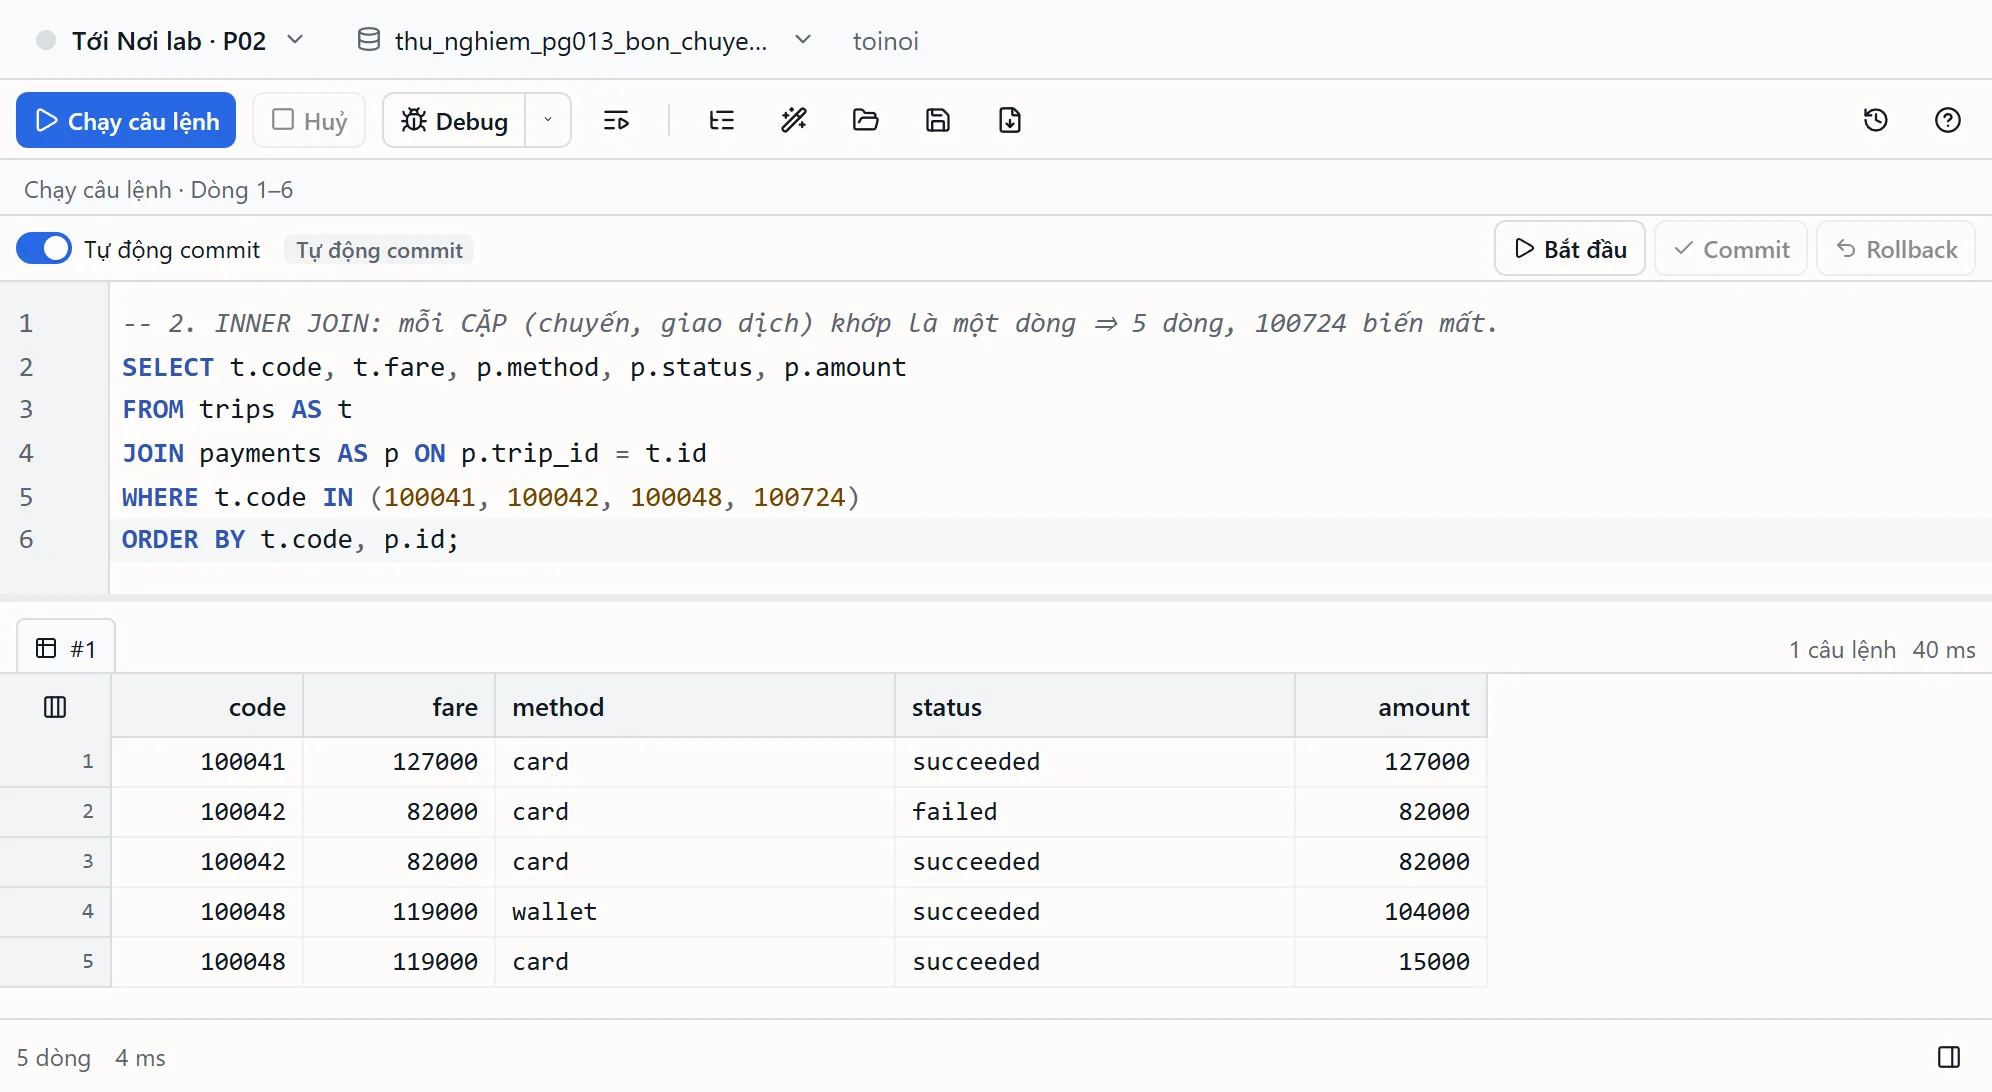 Tới Nơi lab · P02 thu_nghiem_pg013_bon_chuye... toinoi
Chạy câu lệnh Huỷ Debug
Chạy câu lệnh · Dòng 1–6
Tự động commit Tự động commit Bắt đầu Commit Rollback
1 -- 2. INNER JOIN: mỗi CẶP (chuyến, giao dịch) khớp là một dòng ⇒ 5 dòng, 100724 biến mất.
2 SELECT t.code, t.fare, p.method, p.status, p.amount
3 FROM trips AS t
4 JOIN payments AS p ON p.trip_id = t.id
5 WHERE t.code IN (100041, 100042, 100048, 100724)
6 ORDER BY t.code, p.id;
#1 1 câu lệnh 40 ms
code fare method status amount
1 100041 127000 card succeeded 127000
2 100042 82000 card failed 82000
3 100042 82000 card succeeded 82000
4 100048 119000 wallet succeeded 104000
5 100048 119000 card succeeded 15000
5 dòng 4 ms